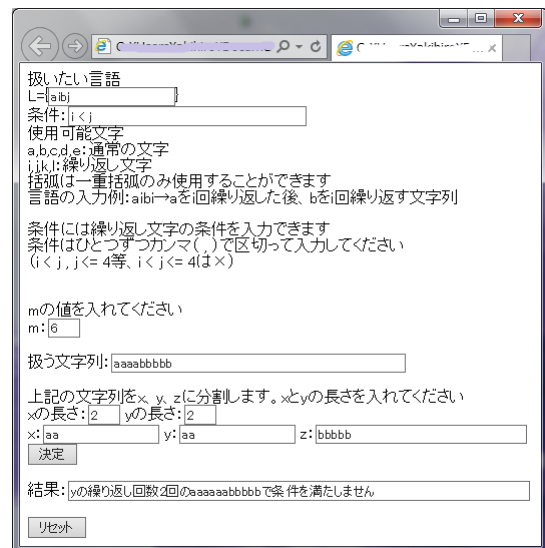 扱いたい言語
L={aibj}
条件:i < j
使用可能文字
a,b,c,d,e:通常の文字
i,j,k,l:繰り返し文字
括弧は一重括弧のみ使用することができます
言語の入力例:aibi→aをi回繰り返した後、bをi回繰り返す文字列
条件には繰り返し文字の条件を入力できます
条件はひとつずつカンマ( , )で区切って入力してください
(i < j , j <= 4等、i < j <= 4は×)
mの値を入れてください
m:6
扱う文字列:aaaabbbbb
上記の文字列をx、y、zに分割します。xとyの長さを入れてください
xの長さ:2 yの長さ:2
x:aa y:aa z:bbbbb
決定
結果:yの繰り返し回数2回のaaaaaabbbbbで条件を満たしません
リセット